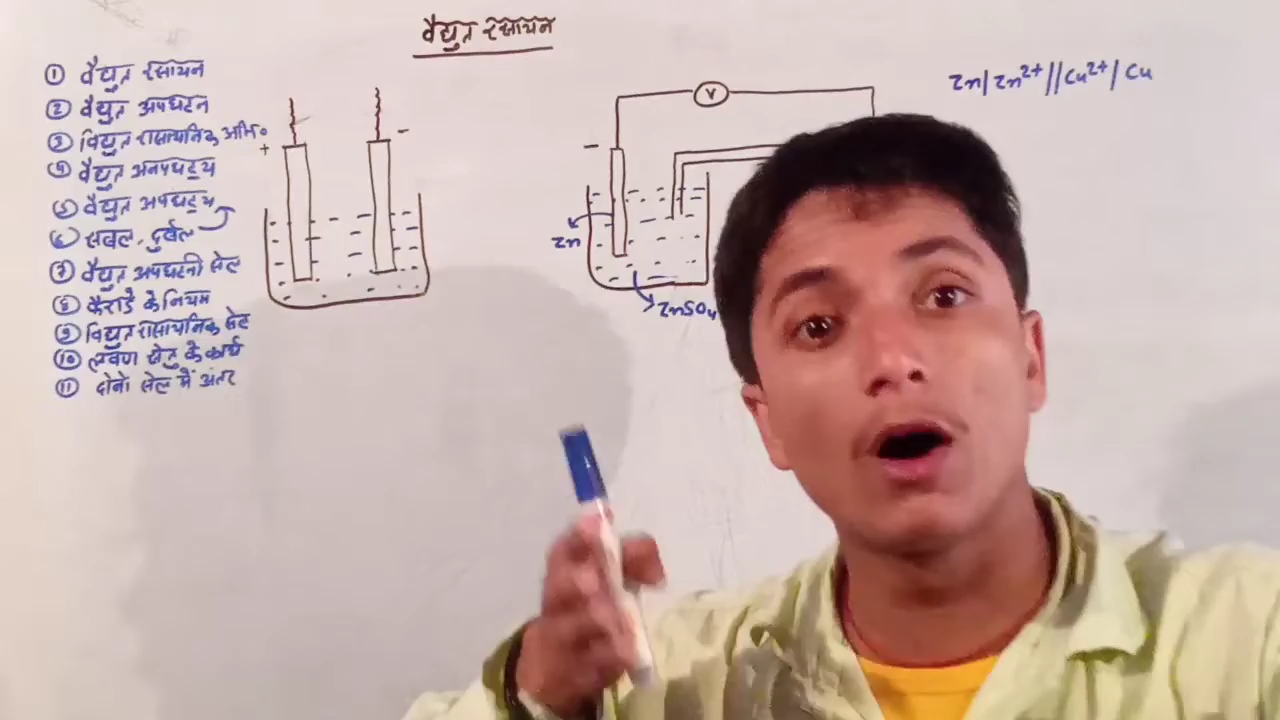 वैद्युत रसायन
① वैद्युत रसायन
② वैद्युत अपघटन
③ विद्युत रासायनिक अभि०
④ वैद्युत अनपघट्य
⑤ वैद्युत अपघट्य
⑥ सबल, दुर्बल
⑦ वैद्युत अपघटनी सेल
⑧ फैराडे के नियम
⑨ विद्युत रासायनिक सेल
⑩ लवण सेतु के कार्य
⑪ दोनो सेल में अंतर
+ -
V
-
Zn
ZnSO4
Zn/Zn²⁺//Cu²⁺/Cu